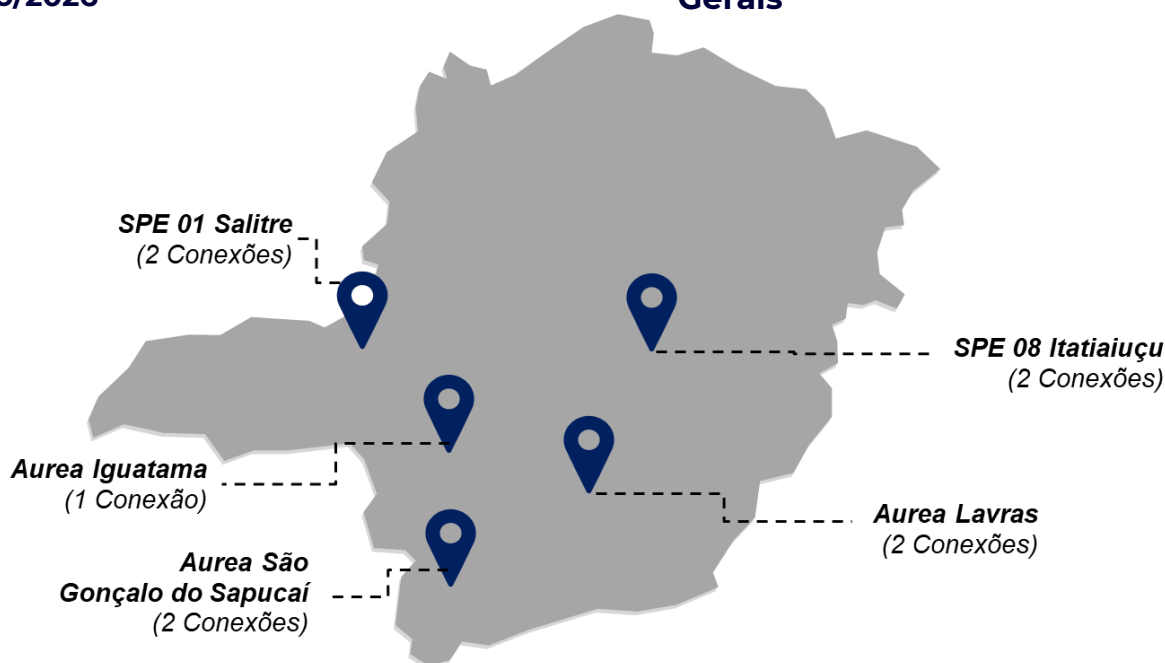 Gerais
SPE 01 Salitre
(2 Conexões)
SPE 08 Itatiaiuçu
(2 Conexões)
Aurea Iguatama
(1 Conexão)
Aurea Lavras
(2 Conexões)
Aurea São
Gonçalo do Sapucaí
(2 Conexões)